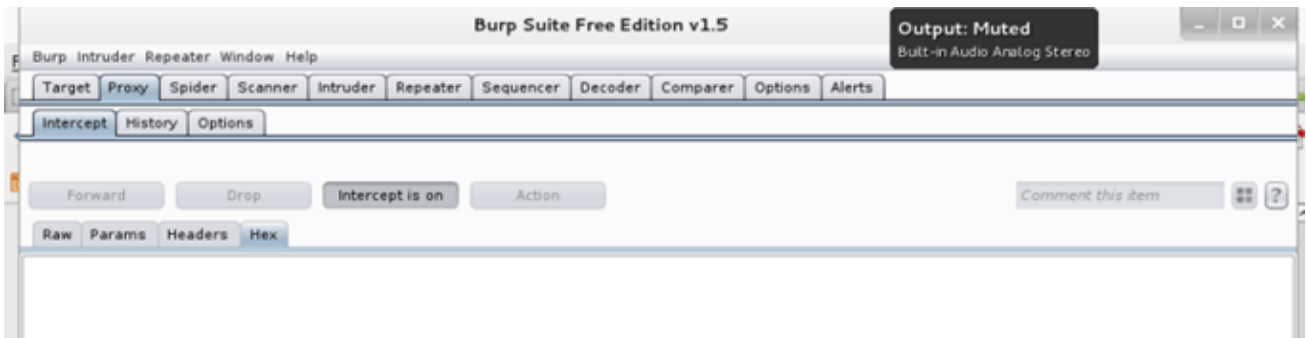 Burp Suite Free Edition v1.5
Output: Muted
Built-in Audio Analog Stereo
Burp Intruder Repeater Window Help
Target Proxy Spider Scanner Intruder Repeater Sequencer Decoder Comparer Options Alerts
Intercept History Options
Forward Drop Intercept is on Action Comment this item ?
Raw Params Headers Hex